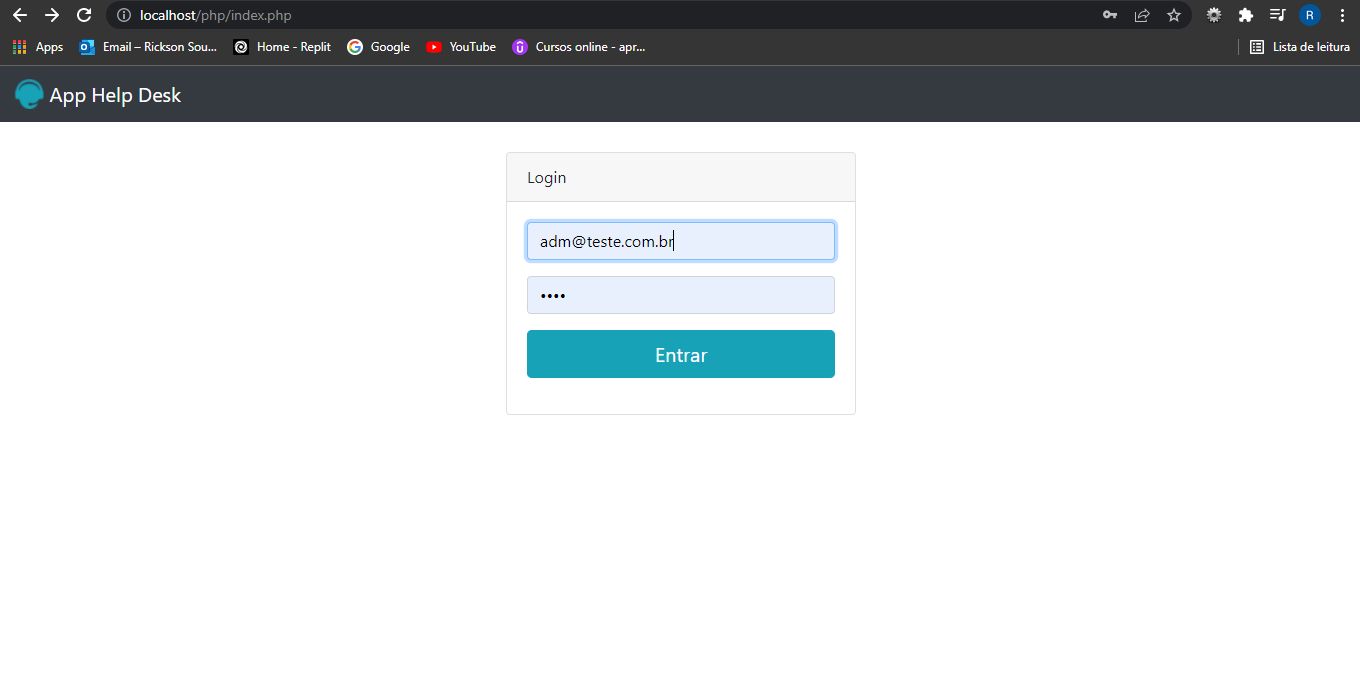 localhost/php/index.php
R
Apps Email – Rickson Sou... Home - Replit Google YouTube Cursos online - apr... Lista de leitura
App Help Desk
Login
adm@teste.com.br
••••
Entrar